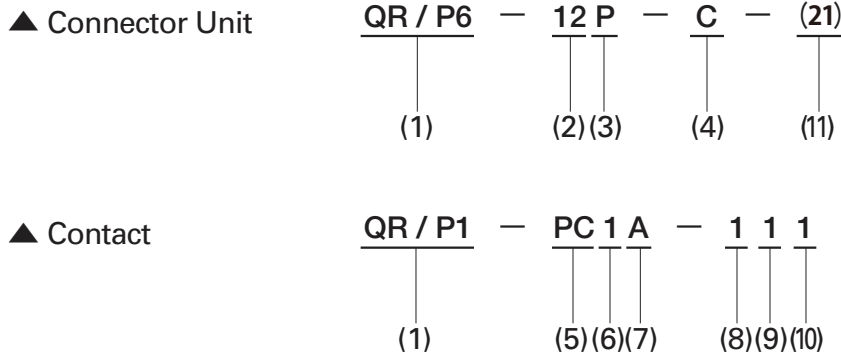 ▲ Connector Unit QR / P6 – 12 P – C – (21)
(1) (2) (3) (4) (11)
▲ Contact QR / P1 – PC 1 A – 1 1 1
(1) (5) (6) (7) (8) (9) (10)